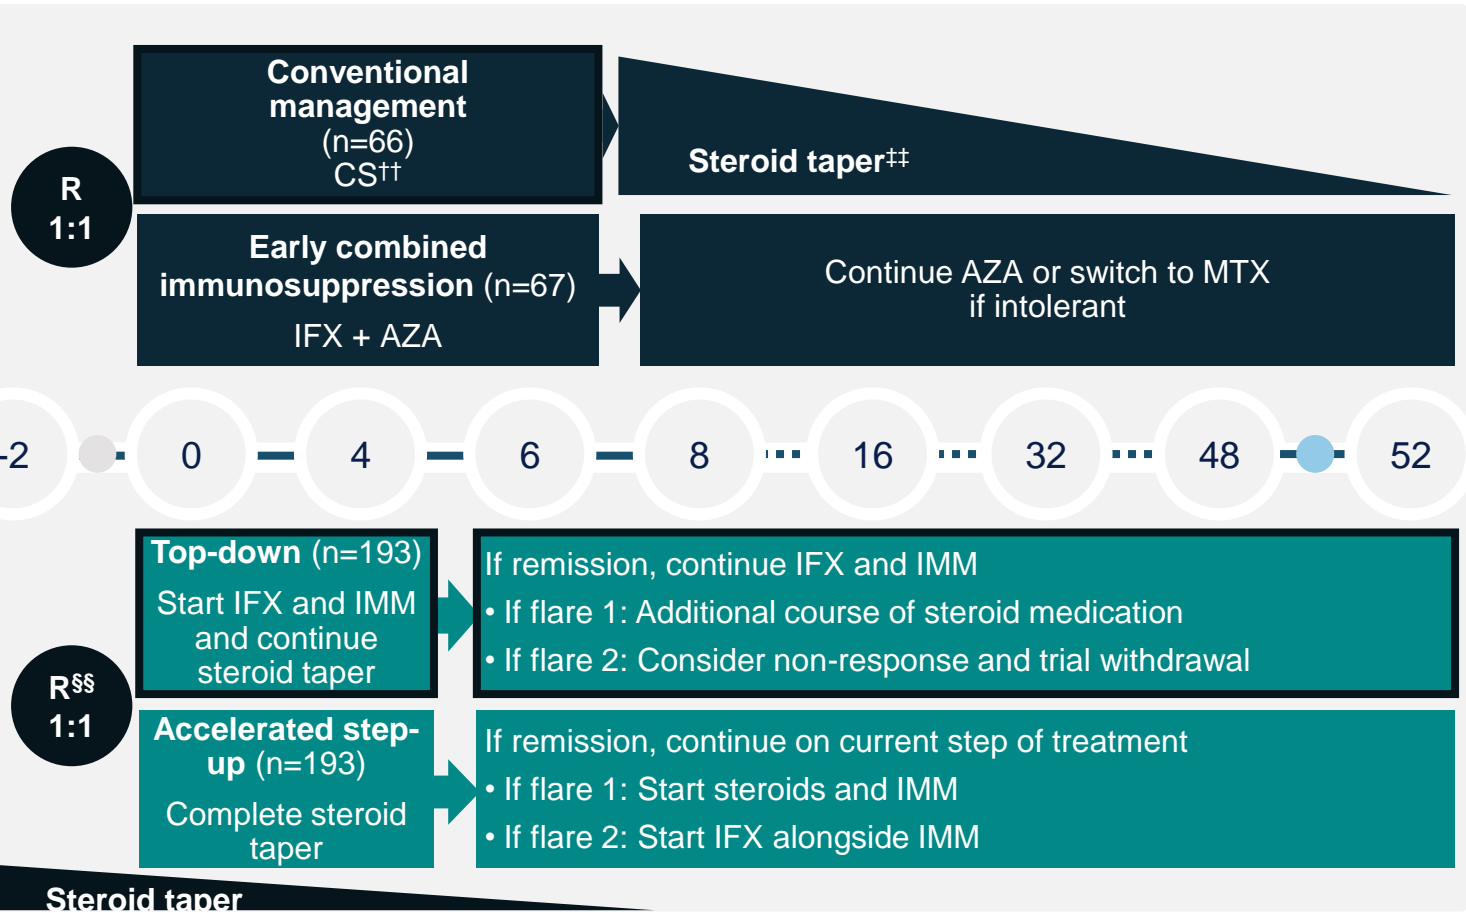 Conventional
management
(n=66)
CS††
Steroid taper‡‡
R
1:1
Early combined
immunosuppression (n=67)
IFX + AZA
Continue AZA or switch to MTX
if intolerant
-2 0 4 6 8 16 32 48 52
Top-down (n=193)
Start IFX and IMM
and continue
steroid taper
If remission, continue IFX and IMM
• If flare 1: Additional course of steroid medication
• If flare 2: Consider non-response and trial withdrawal
R§§
1:1
Accelerated step-
up (n=193)
Complete steroid
taper
If remission, continue on current step of treatment
• If flare 1: Start steroids and IMM
• If flare 2: Start IFX alongside IMM
Steroid taper